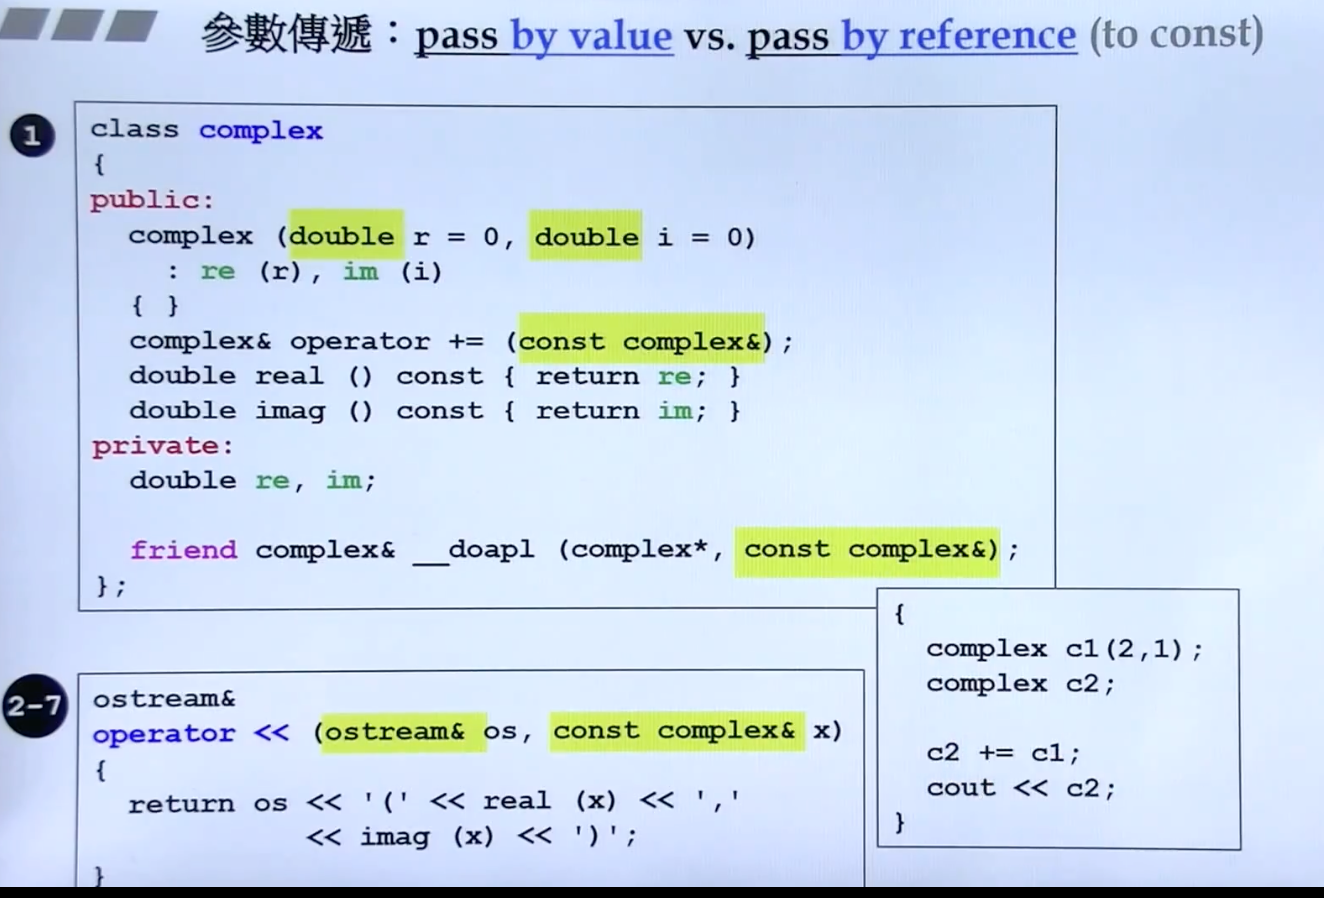 參數傳遞：pass by value vs. pass by reference (to const)
1
class complex
{
public:
complex (double r = 0, double i = 0)
: re (r), im (i)
{ }
complex& operator += (const complex&);
double real () const { return re; }
double imag () const { return im; }
private:
double re, im;
friend complex& __doapl (complex*, const complex&);
};
{
complex c1(2,1);
complex c2;
c2 += c1;
cout << c2;
}
2-7
ostream&
operator << (ostream& os, const complex& x)
{
return os << '(' << real (x) << ','
<< imag (x) << ')';
}